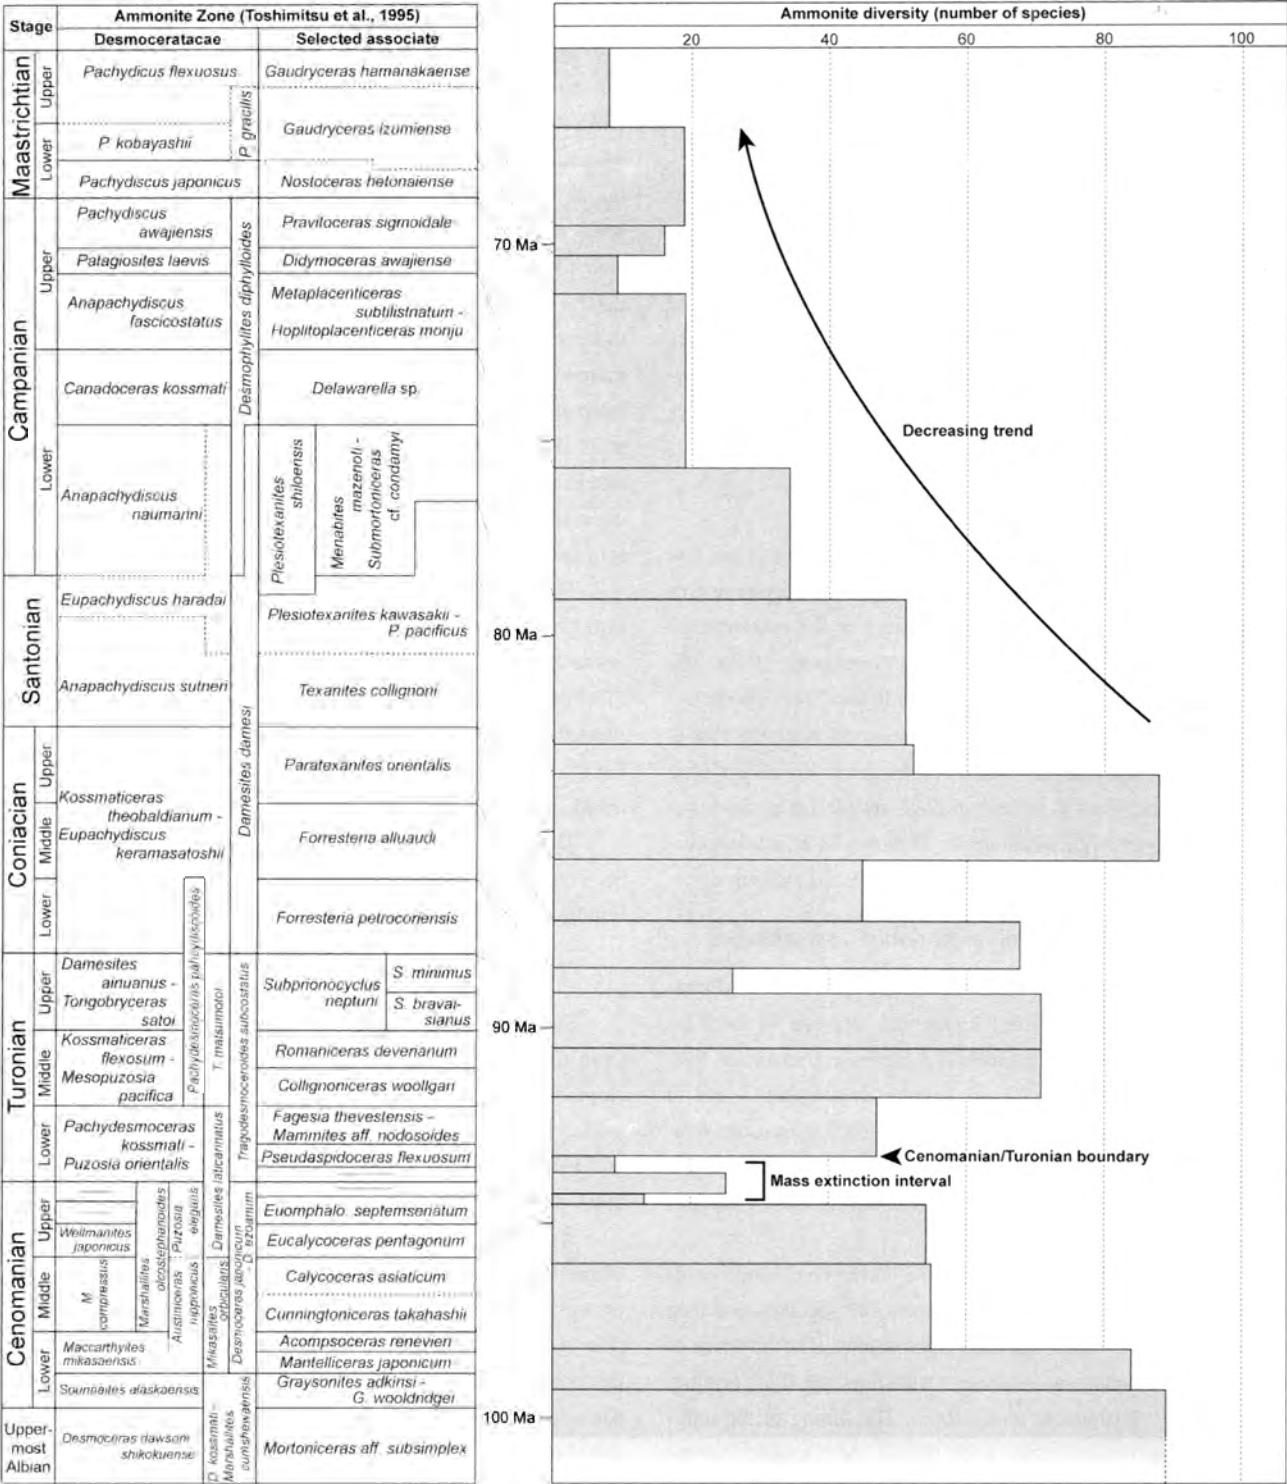 Stage
Ammonite Zone (Toshimitsu et al., 1995)
Desmoceratacae
Selected associate
Maastrichtian
Upper
Lower
Pachydicus flexuosus
P. kobayashii
Pachydiscus japonicus
P. gracilis
Gaudryceras hamanakaense
Gaudryceras izumiense
Nostoceras hetonaiense
Campanian
Upper
Lower
Pachydiscus
awajiensis
Patagiosites laevis
Anapachydiscus
fascicostatus
Canadoceras kossmati
Anapachydiscus
naumanni
Desmophylites diphylloides
Pravitoceras sigmoidale
Didymoceras awajiense
Metaplacenticeras
subtilistriatum -
Hoplitoplacenticeras monju
Delawarella sp.
Plesiotexanites
shiloensis
Menabites
mazenoti -
Submortoniceras
cf. condamyi
Santonian
Eupachydiscus haradai
Anapachydiscus sutneri
Plesiotexanites kawasakii -
P. pacificus
Texanites collignoni
Damesites damesi
Coniacian
Upper
Middle
Lower
Kossmaticeras
theobaldianum -
Eupachydiscus
keramasatoshii
Paratexanites orientalis
Forresteria alluaudi
Forresteria petrocoriensis
Pachydesmoceras pahcydiscoides
Turonian
Upper
Middle
Lower
Damesites
ainuanus -
Tongobryceras
satoi
Kossmaticeras
flexosum -
Mesopuzosia
pacifica
Pachydesmoceras
kossmati -
Puzosia orientalis
T. matsumotoi
Tragodesmoceroides subcostatus
Subprionocyclus
neptuni
S. minimus
S. bravai-
sianus
Romaniceras devenanum
Collignoniceras woollgari
Fagesia thevestensis -
Mammites aff. nodosoides
Pseudaspidoceras flexuosum
Cenomanian
Upper
Middle
Lower
Wellmanites
japonicus
M.
compressus
Marshallites
olcostephanoides
Austiniceras
nipponicus
Puzosia
elegans
Damesites laticarinatus
Mikasaites
orbicularis
Desmoceras japonicum
- D. ezoanum
Maccarthyites
mikasaensis
Sounnaites alaskaensis
Euomphalo. septemseriatum
Eucalycoceras pentagonum
Calycoceras asiaticum
Cunningtoniceras takahashii
Acompsoceras renevieri
Mantelliceras japonicum
Graysonites adkinsi -
G. wooldridgei
Upper-
most
Albian
Desmoceras dawsoni
shikokuense
D. kossmati -
Marshallites
cumshewaensis
Mortoniceras aff. subsimplex
Ammonite diversity (number of species)
20 40 60 80 100
70 Ma
80 Ma
90 Ma
100 Ma
Decreasing trend
Cenomanian/Turonian boundary
Mass extinction interval